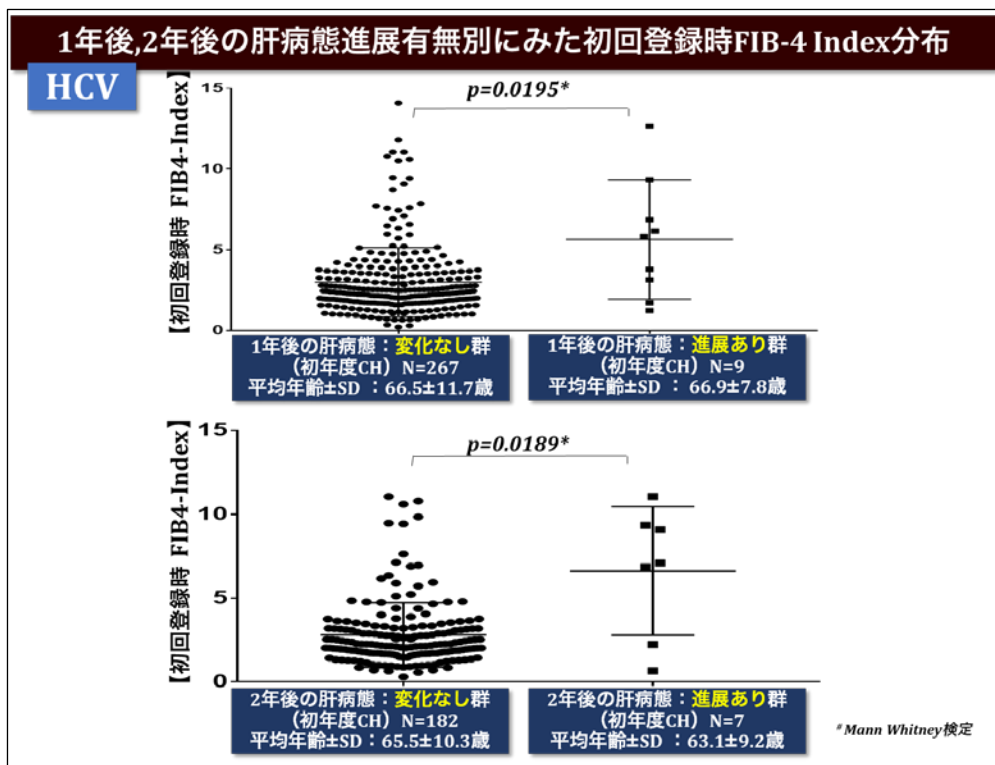 1年後,2年後の肝病態進展有無別にみた初回登録時FIB-4 Index分布
HCV
【初回登録時 FIB4-Index】
15
10
5
0
p=0.0195*
1年後の肝病態：変化なし群
（初年度CH）N=267
平均年齢±SD ：66.5±11.7歳
1年後の肝病態：進展あり群
（初年度CH）N=9
平均年齢±SD ： 66.9±7.8歳
【初回登録時 FIB4-Index】
15
10
5
0
p=0.0189*
2年後の肝病態：変化なし群
（初年度CH）N=182
平均年齢±SD：65.5±10.3歳
2年後の肝病態：進展あり群
（初年度CH）N=7
平均年齢±SD：63.1±9.2歳
#Mann Whitney検定